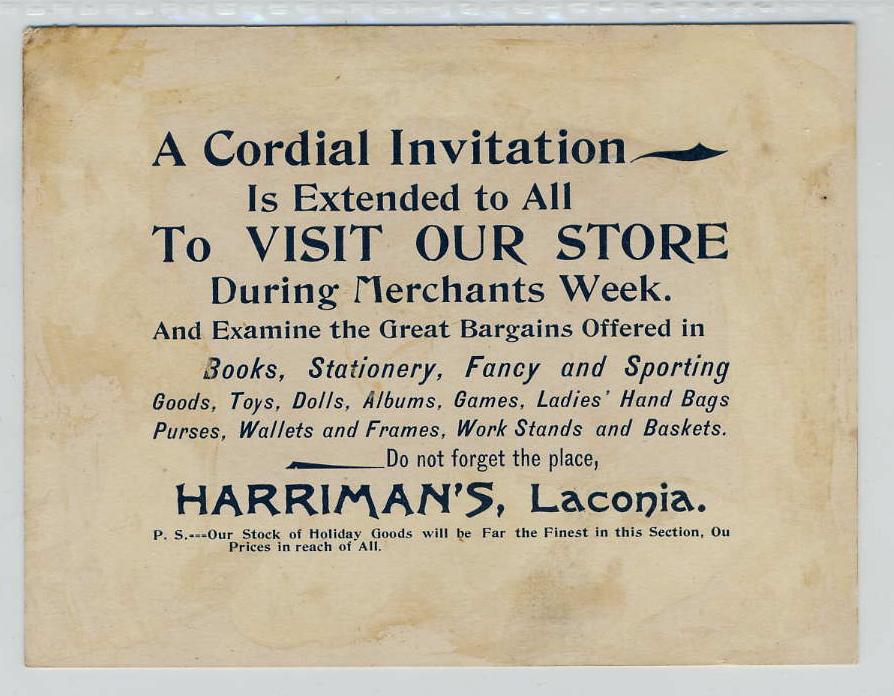 A Cordial Invitation
Is Extended to All
To VISIT OUR STORE
During Merchants Week.
And Examine the Great Bargains Offered in
Books, Stationery, Fancy and Sporting
Goods, Toys, Dolls, Albums, Games, Ladies' Hand Bags
Purses, Wallets and Frames, Work Stands and Baskets.
Do not forget the place,
HARRIMAN'S, Laconia.
P. S.---Our Stock of Holiday Goods will be Far the Finest in this Section, Ou
Prices in reach of All.